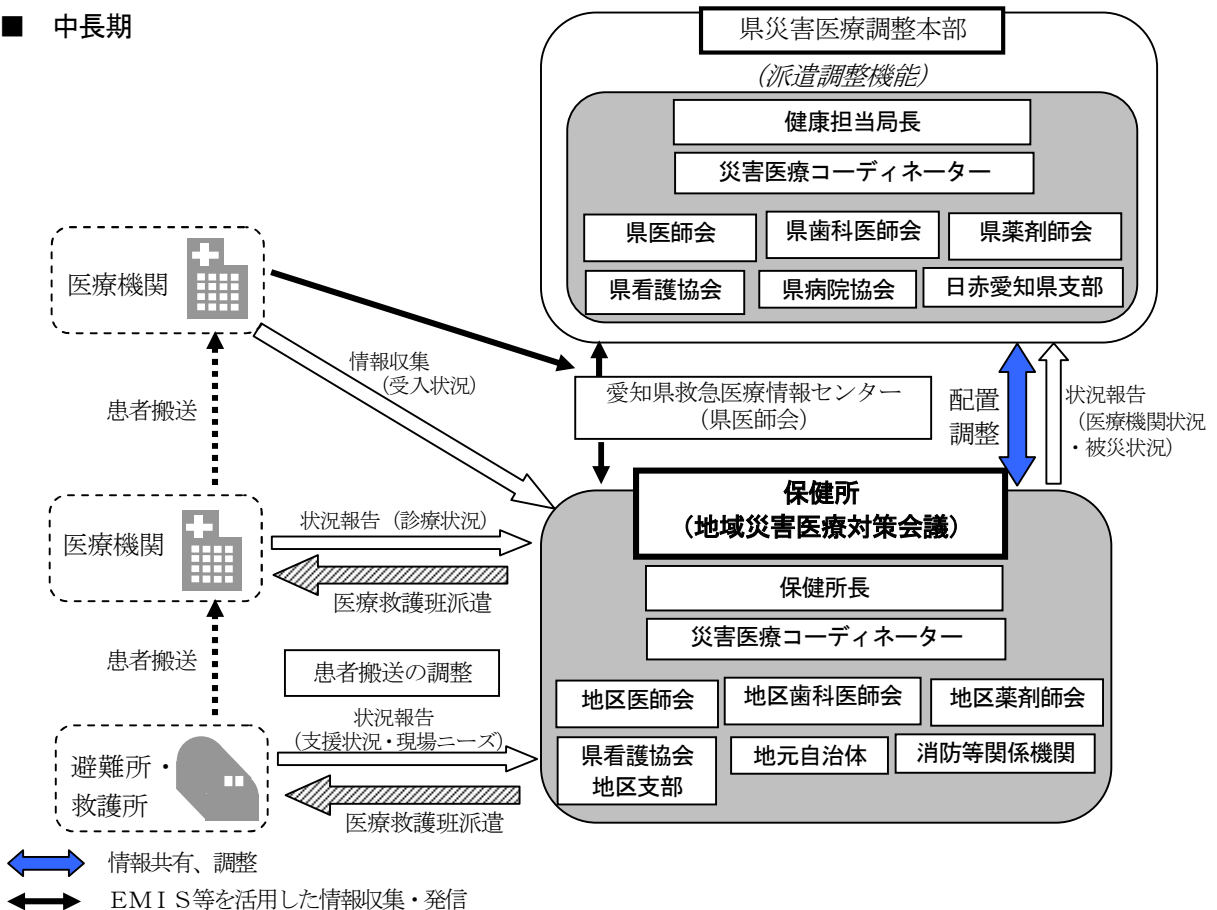 ■ 中長期
県災害医療調整本部
(派遣調整機能)
健康担当局長
災害医療コーディネーター
県医師会
県歯科医師会
県薬剤師会
県看護協会
県病院協会
日赤愛知県支部
医療機関
情報収集
(受入状況)
愛知県救急医療情報センター
(県医師会)
配置
調整
状況報告
(医療機関状況
・被災状況)
患者搬送
保健所
(地域災害医療対策会議)
医療機関
状況報告(診療状況)
医療救護班派遣
保健所長
災害医療コーディネーター
患者搬送
患者搬送の調整
地区医師会
地区歯科医師会
地区薬剤師会
状況報告
(支援状況・現場ニーズ)
県看護協会
地区支部
地元自治体
消防等関係機関
避難所・
救護所
医療救護班派遣
情報共有、調整
EMIS等を活用した情報収集・発信